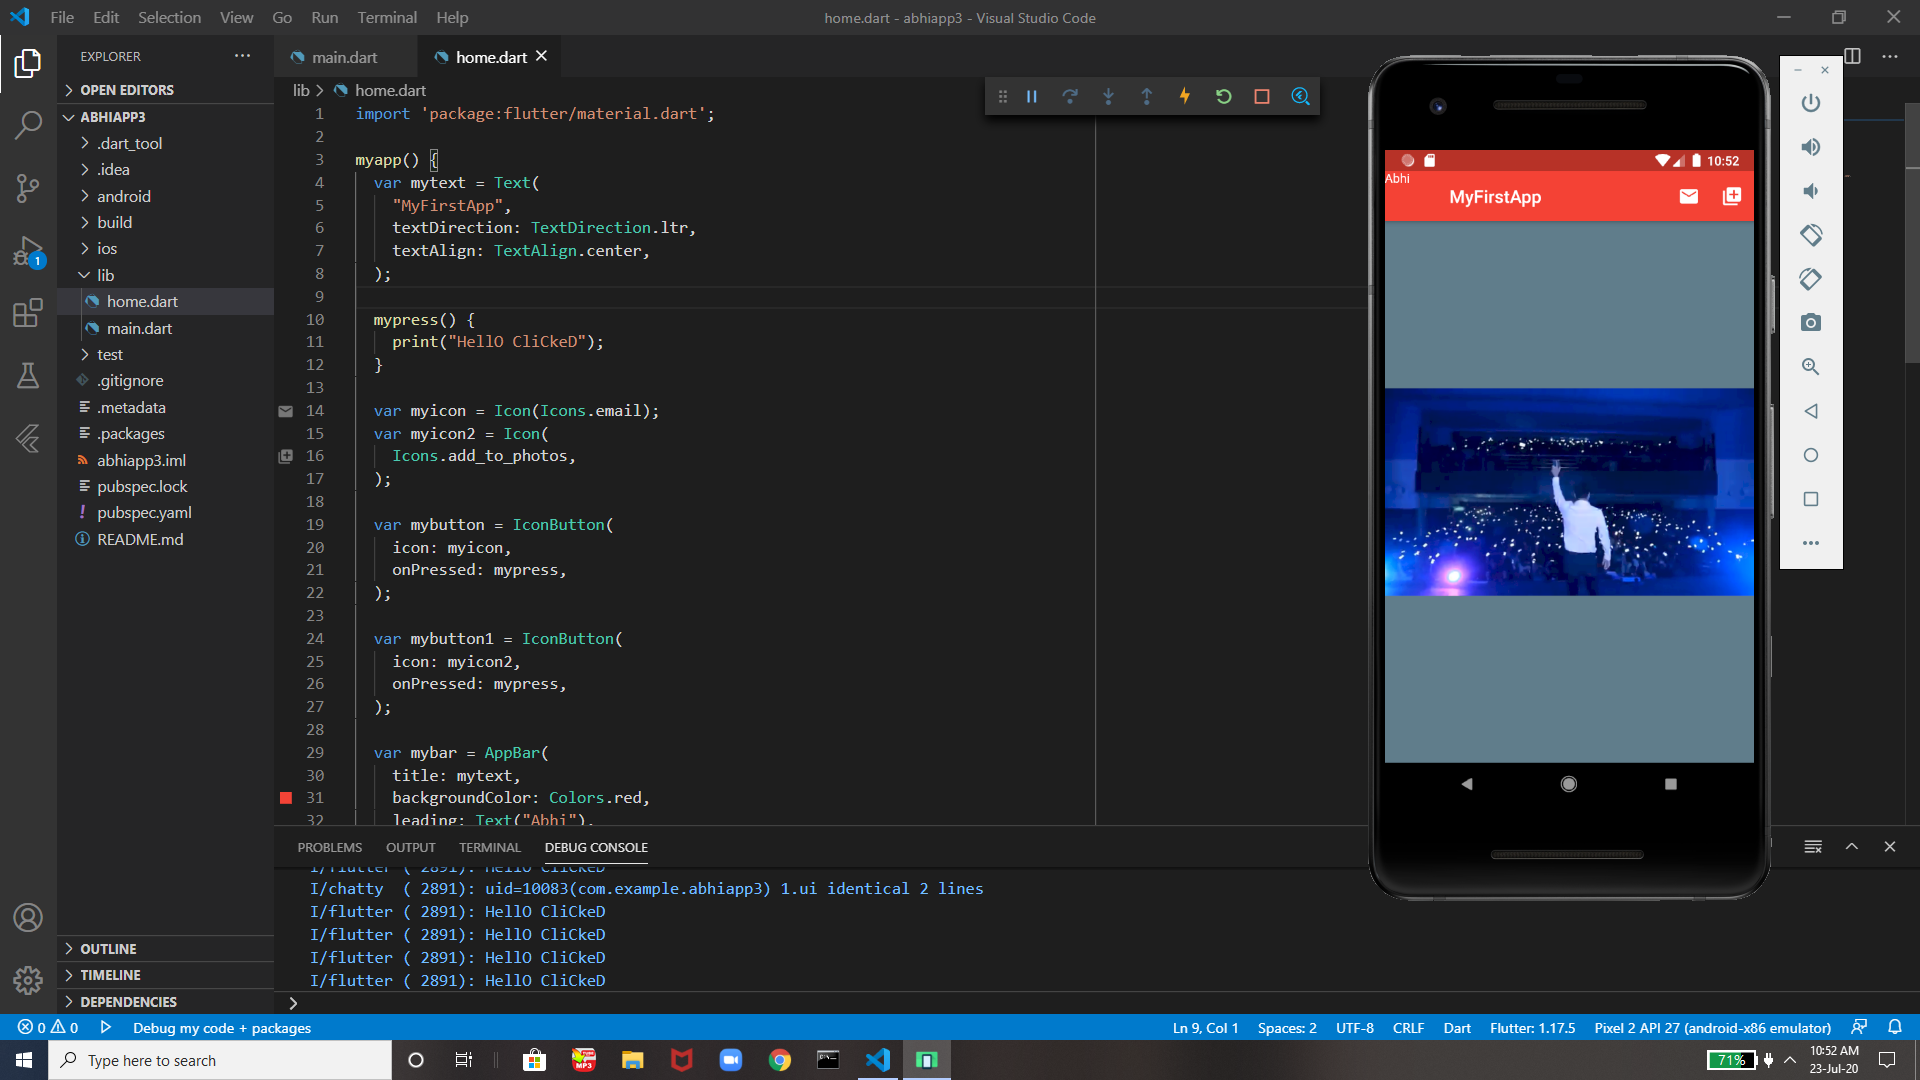 File Edit Selection View Go Run Terminal Help
home.dart - abhiapp3 - Visual Studio Code
EXPLORER
OPEN EDITORS
ABHIAPP3
.dart_tool
.idea
android
build
ios
lib
home.dart
main.dart
test
.gitignore
.metadata
.packages
abhiapp3.iml
pubspec.lock
pubspec.yaml
README.md
OUTLINE
TIMELINE
DEPENDENCIES
1
main.dart
home.dart
lib > home.dart
1 import 'package:flutter/material.dart';
2
3 myapp() {
4 var mytext = Text(
5 "MyFirstApp",
6 textDirection: TextDirection.ltr,
7 textAlign: TextAlign.center,
8 );
9
10 mypress() {
11 print("HellO CliCkeD");
12 }
13
14 var myicon = Icon(Icons.email);
15 var myicon2 = Icon(
16 Icons.add_to_photos,
17 );
18
19 var mybutton = IconButton(
20 icon: myicon,
21 onPressed: mypress,
22 );
23
24 var mybutton1 = IconButton(
25 icon: myicon2,
26 onPressed: mypress,
27 );
28
29 var mybar = AppBar(
30 title: mytext,
31 backgroundColor: Colors.red,
32 leading: Text("Abhi"),
10:52
Abhi
MyFirstApp
PROBLEMS OUTPUT TERMINAL DEBUG CONSOLE
I/flutter ( 2891): HellO CliCkeD
I/chatty ( 2891): uid=10083(com.example.abhiapp3) 1.ui identical 2 lines
I/flutter ( 2891): HellO CliCkeD
I/flutter ( 2891): HellO CliCkeD
I/flutter ( 2891): HellO CliCkeD
I/flutter ( 2891): HellO CliCkeD
0 0 Debug my code + packages
Ln 9, Col 1 Spaces: 2 UTF-8 CRLF Dart Flutter: 1.17.5 Pixel 2 API 27 (android-x86 emulator)
Type here to search
MP3
71%
10:52 AM
23-Jul-20